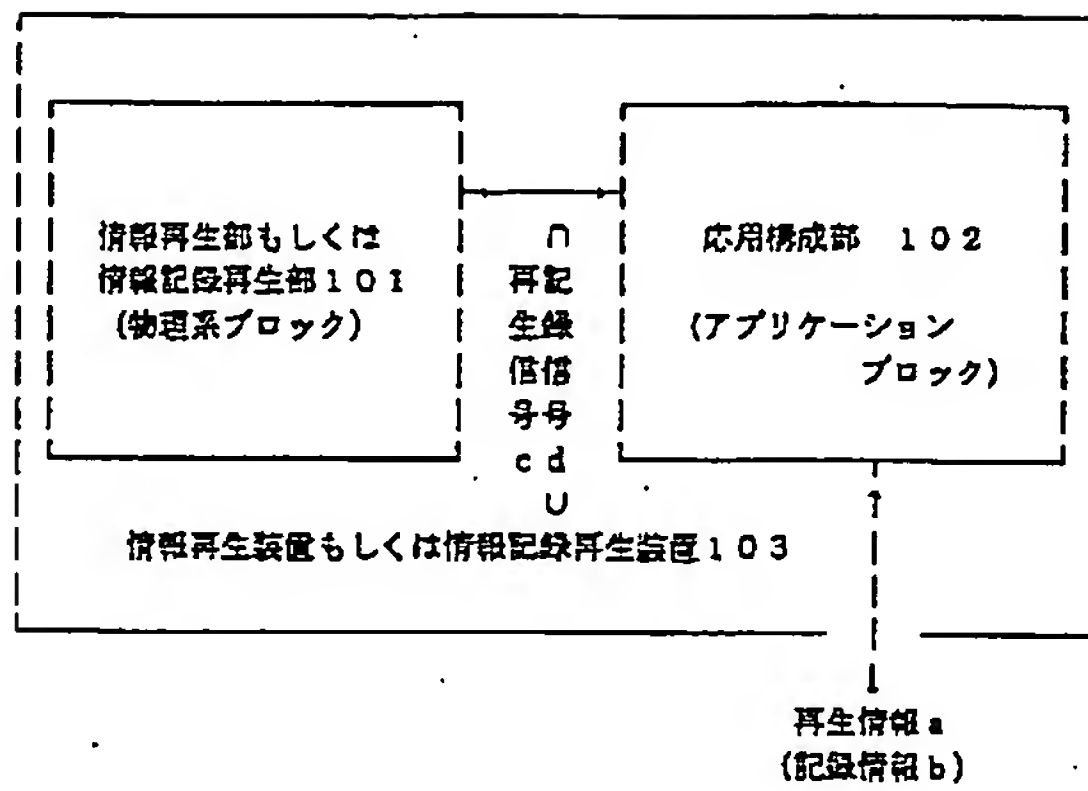 情報再生部もしくは
情報記録再生部101
(物理系ブロック)
再生信号c
(記録信号d)
応用構成部 102
(アプリケーション
ブロック)
情報再生装置もしくは情報記録再生装置103
再生情報a
(記録情報b)